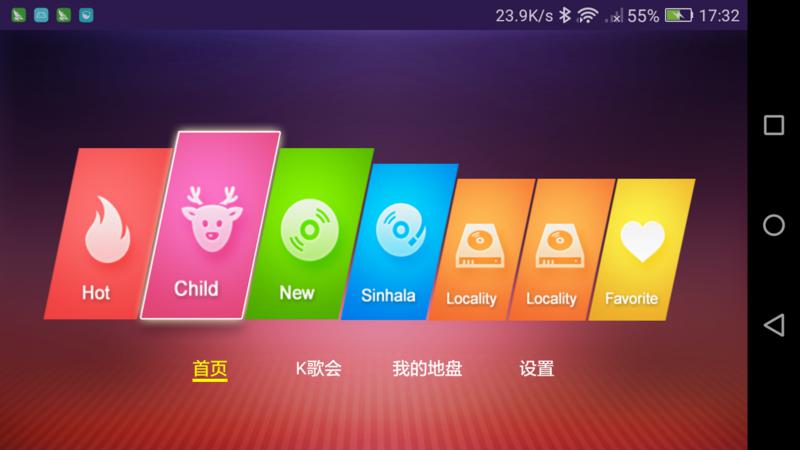 23.9K/s 55% 17:32
Hot
Child
New
Sinhala
Locality
Locality
Favorite
首页 K歌会 我的地盘 设置